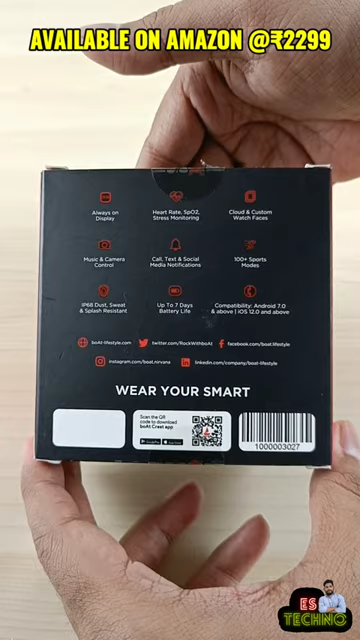 AVAILABLE ON AMAZON @₹2299
Always on
Display
Heart Rate, SpO2,
Stress Monitoring
Cloud & Custom
Watch Faces
Music & Camera
Control
Call, Text & Social
Media Notifications
100+ Sports
Modes
IP68 Dust, Sweat
& Splash Resistant
Up To 7 Days
Battery Life
Compatibility: Android 7.0
& above | iOS 12.0 and above
boAt-lifestyle.com
twitter.com/RockWithboAt
facebook.com/boat.lifestyle
instagram.com/boat.nirvana
linkedin.com/company/boat-lifestyle
WEAR YOUR SMART
Scan the QR
code to download
boAt Crest app
1000003027
ES
TECHNO